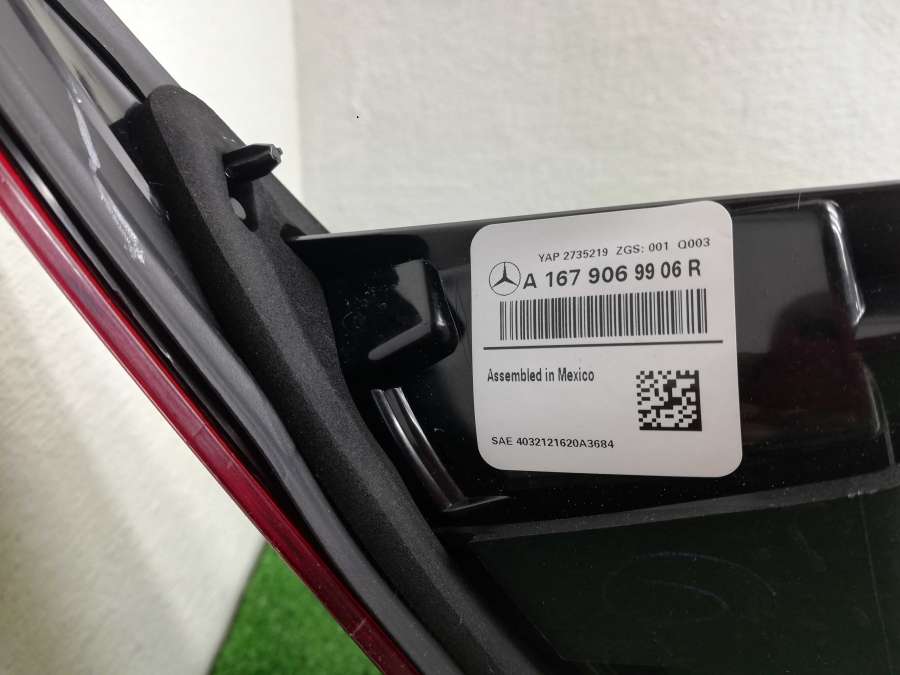 YAP 2735219 ZGS: 001 Q003
A 167 906 99 06 R
Assembled in Mexico
SAE 4032121620A3684